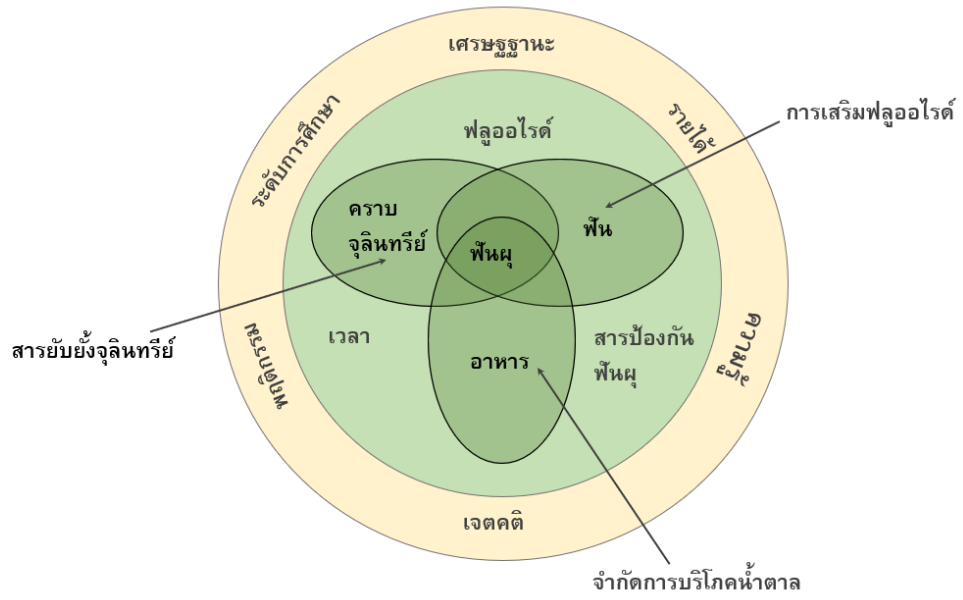 เศรษฐฐานะ
ระดับการศึกษา
รายได้
การเสริมฟลูออไรด์
ฟลูออไรด์
คราบ
จุลินทรีย์
ฟัน
ฟันผุ
สารยับยั้งจุลินทรีย์
พฤติกรรม
เวลา
อาหาร
สารป้องกัน
ฟันผุ
ความรู้
เจตคติ
จำกัดการบริโภคน้ำตาล